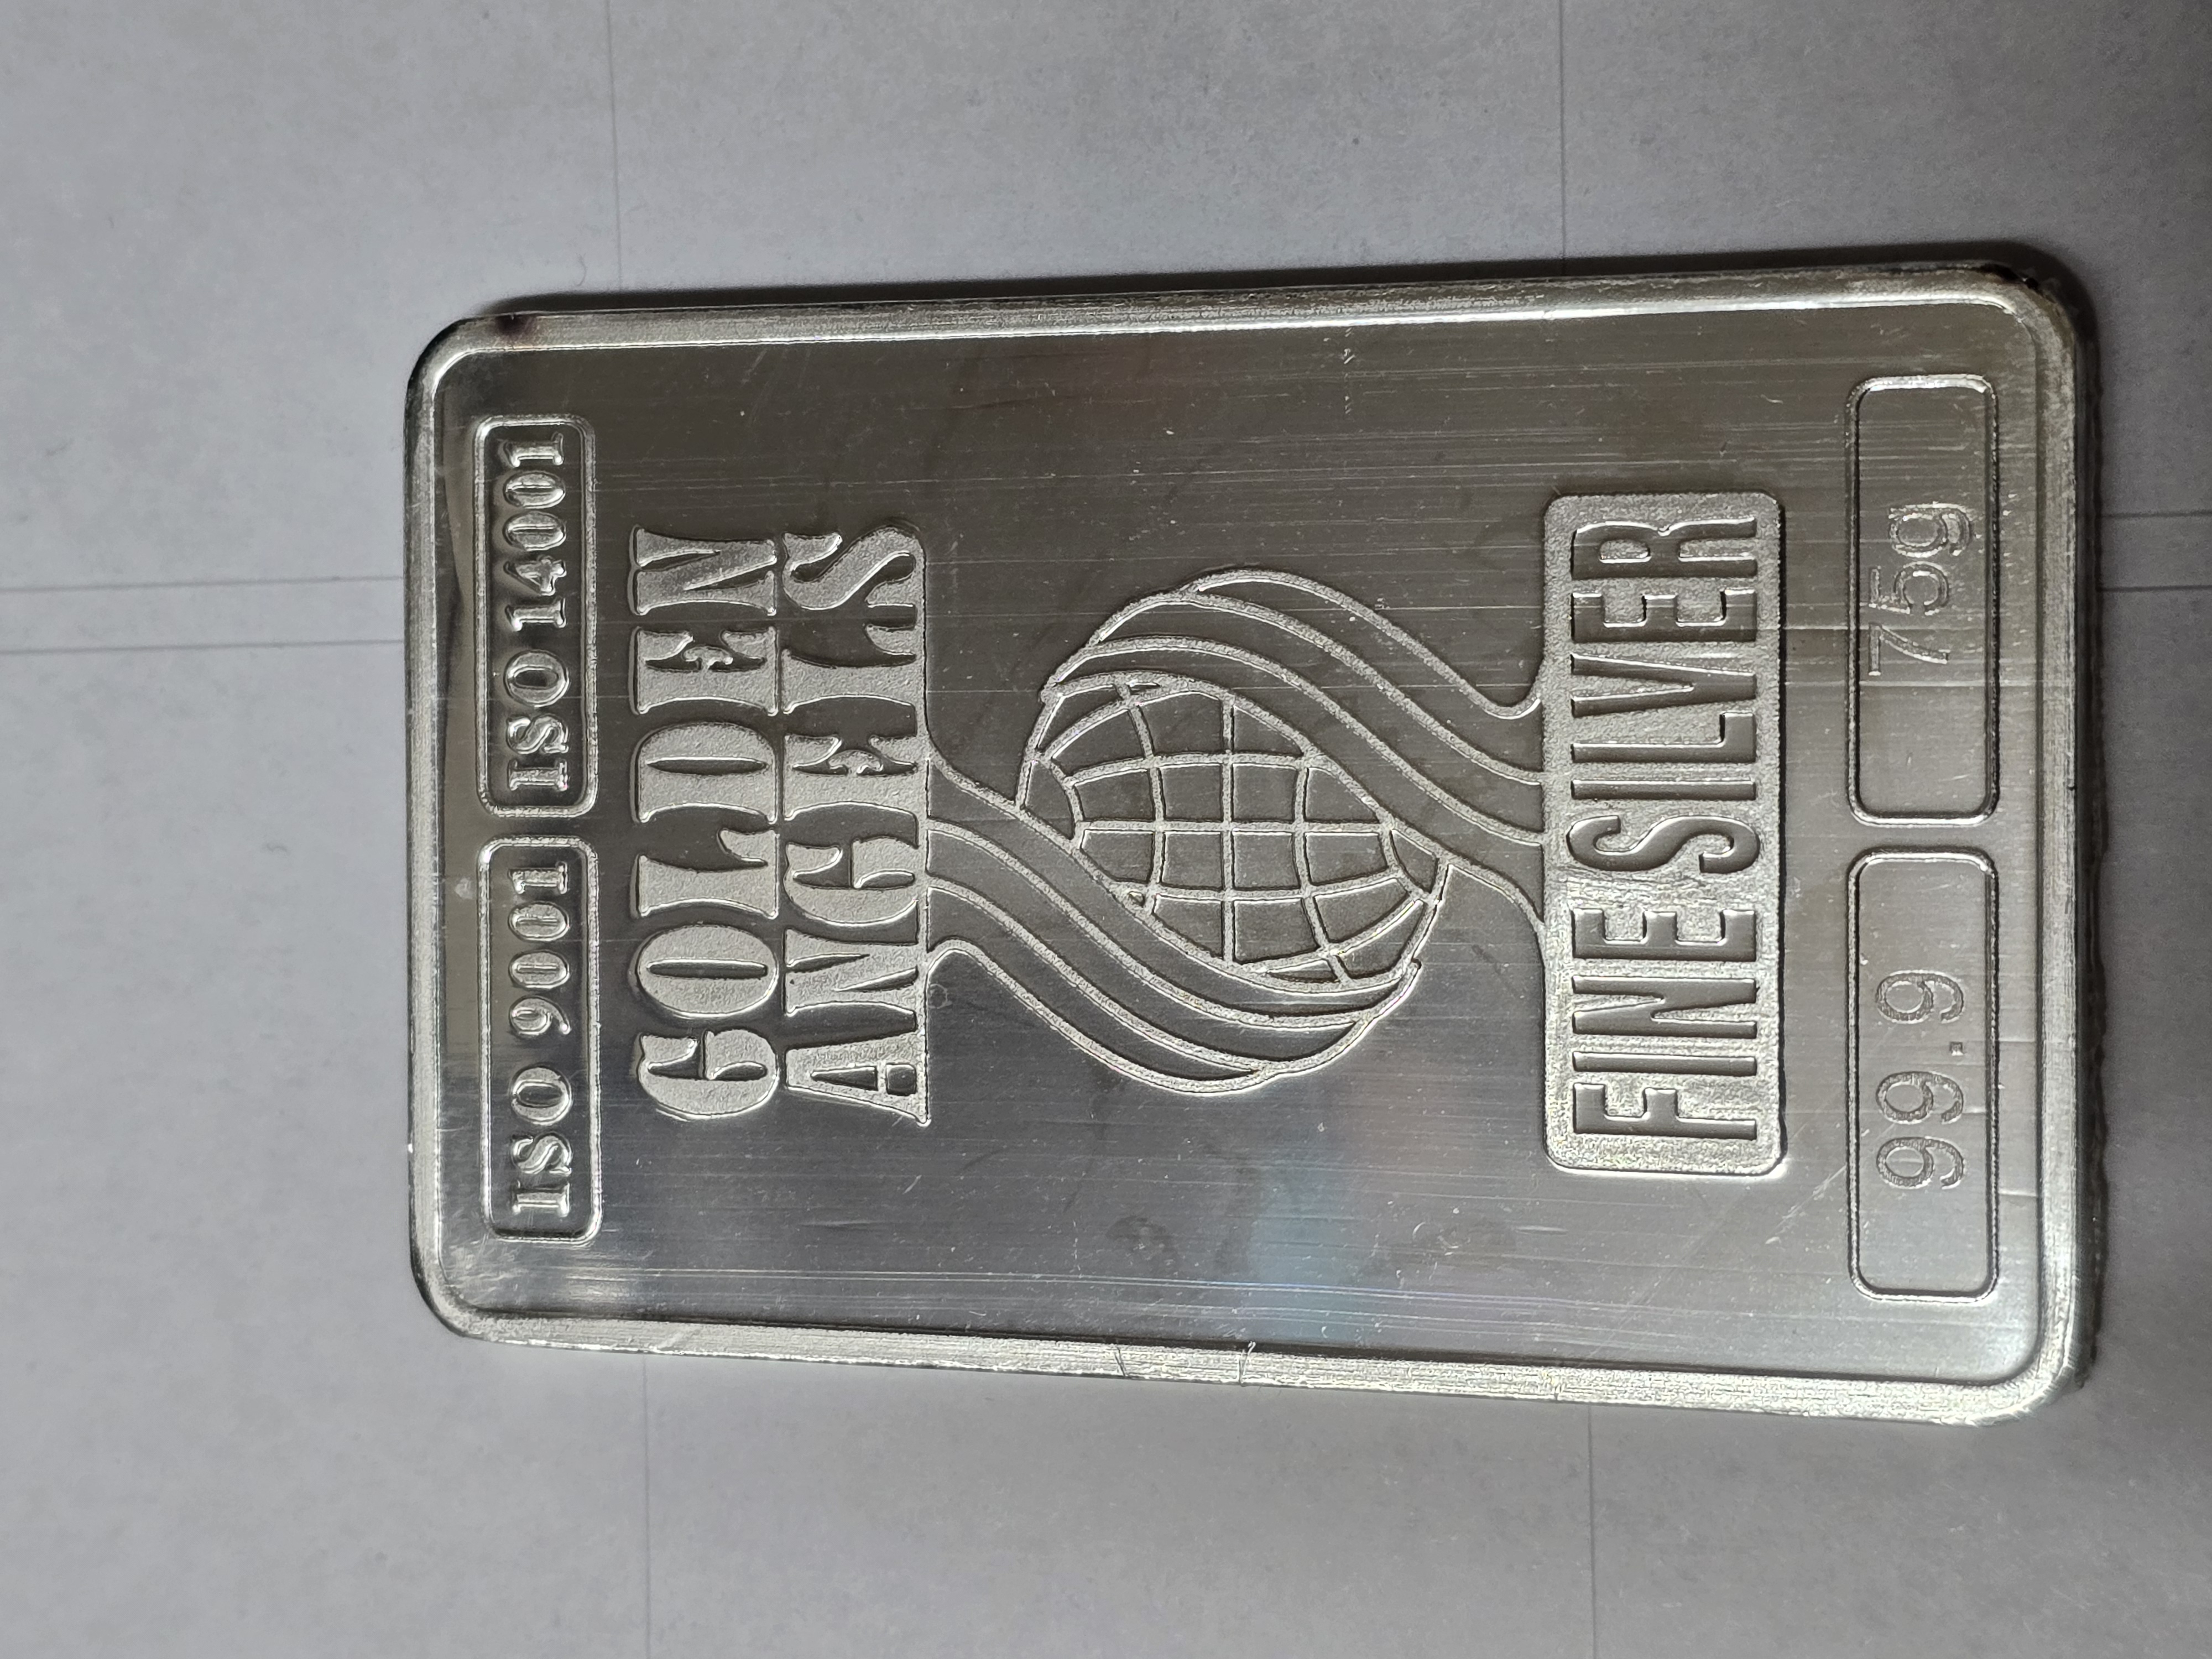 ISO 9001 ISO 14001
GOLDEN
ANGELS
FINE SILVER
99.9 75g